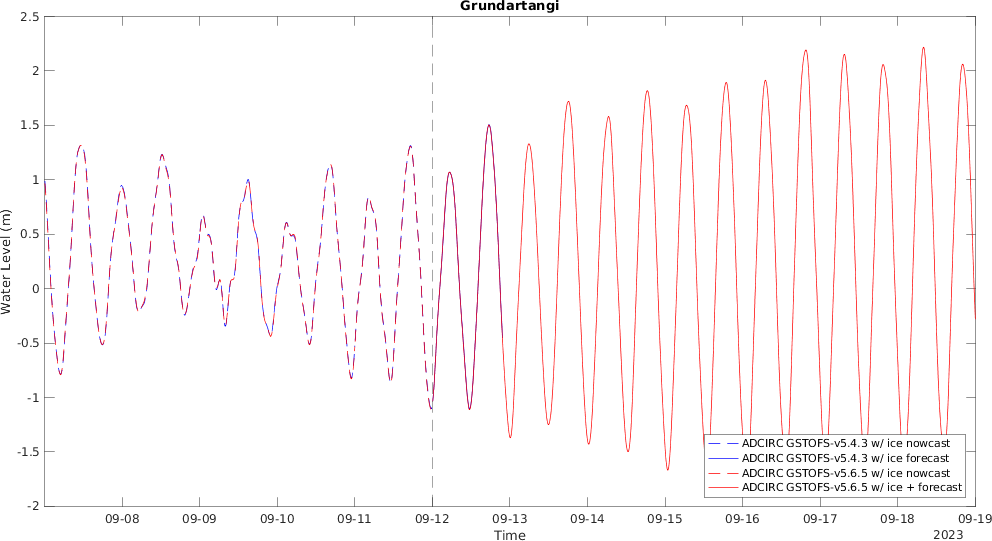 Grundartangi
2.5
2
1.5
1
0.5
0
-0.5
-1
-1.5
-2
Water Level (m)
ADCIRC GSTOFS-v5.4.3 w/ ice nowcast
ADCIRC GSTOFS-v5.4.3 w/ ice forecast
ADCIRC GSTOFS-v5.6.5 w/ ice nowcast
ADCIRC GSTOFS-v5.6.5 w/ ice + forecast
09-08 09-09 09-10 09-11 09-12 09-13 09-14 09-15 09-16 09-17 09-18 09-19
Time
2023